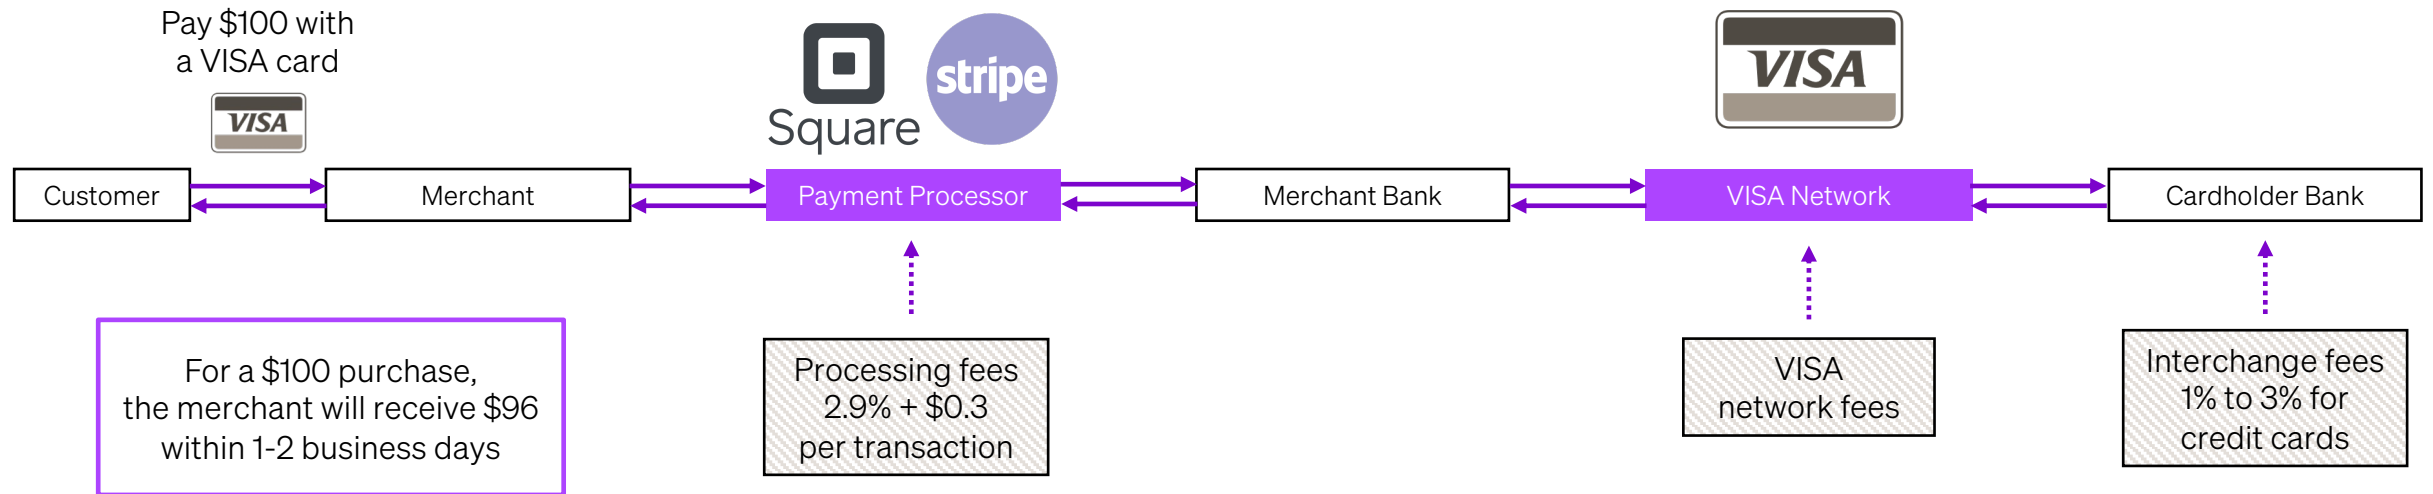 Pay $100 with
a VISA card
VISA
Square
stripe
VISA
Customer
Merchant
Payment Processor
Merchant Bank
VISA Network
Cardholder Bank
For a $100 purchase,
the merchant will receive $96
within 1-2 business days
Processing fees
2.9% + $0.3
per transaction
VISA
network fees
Interchange fees
1% to 3% for
credit cards